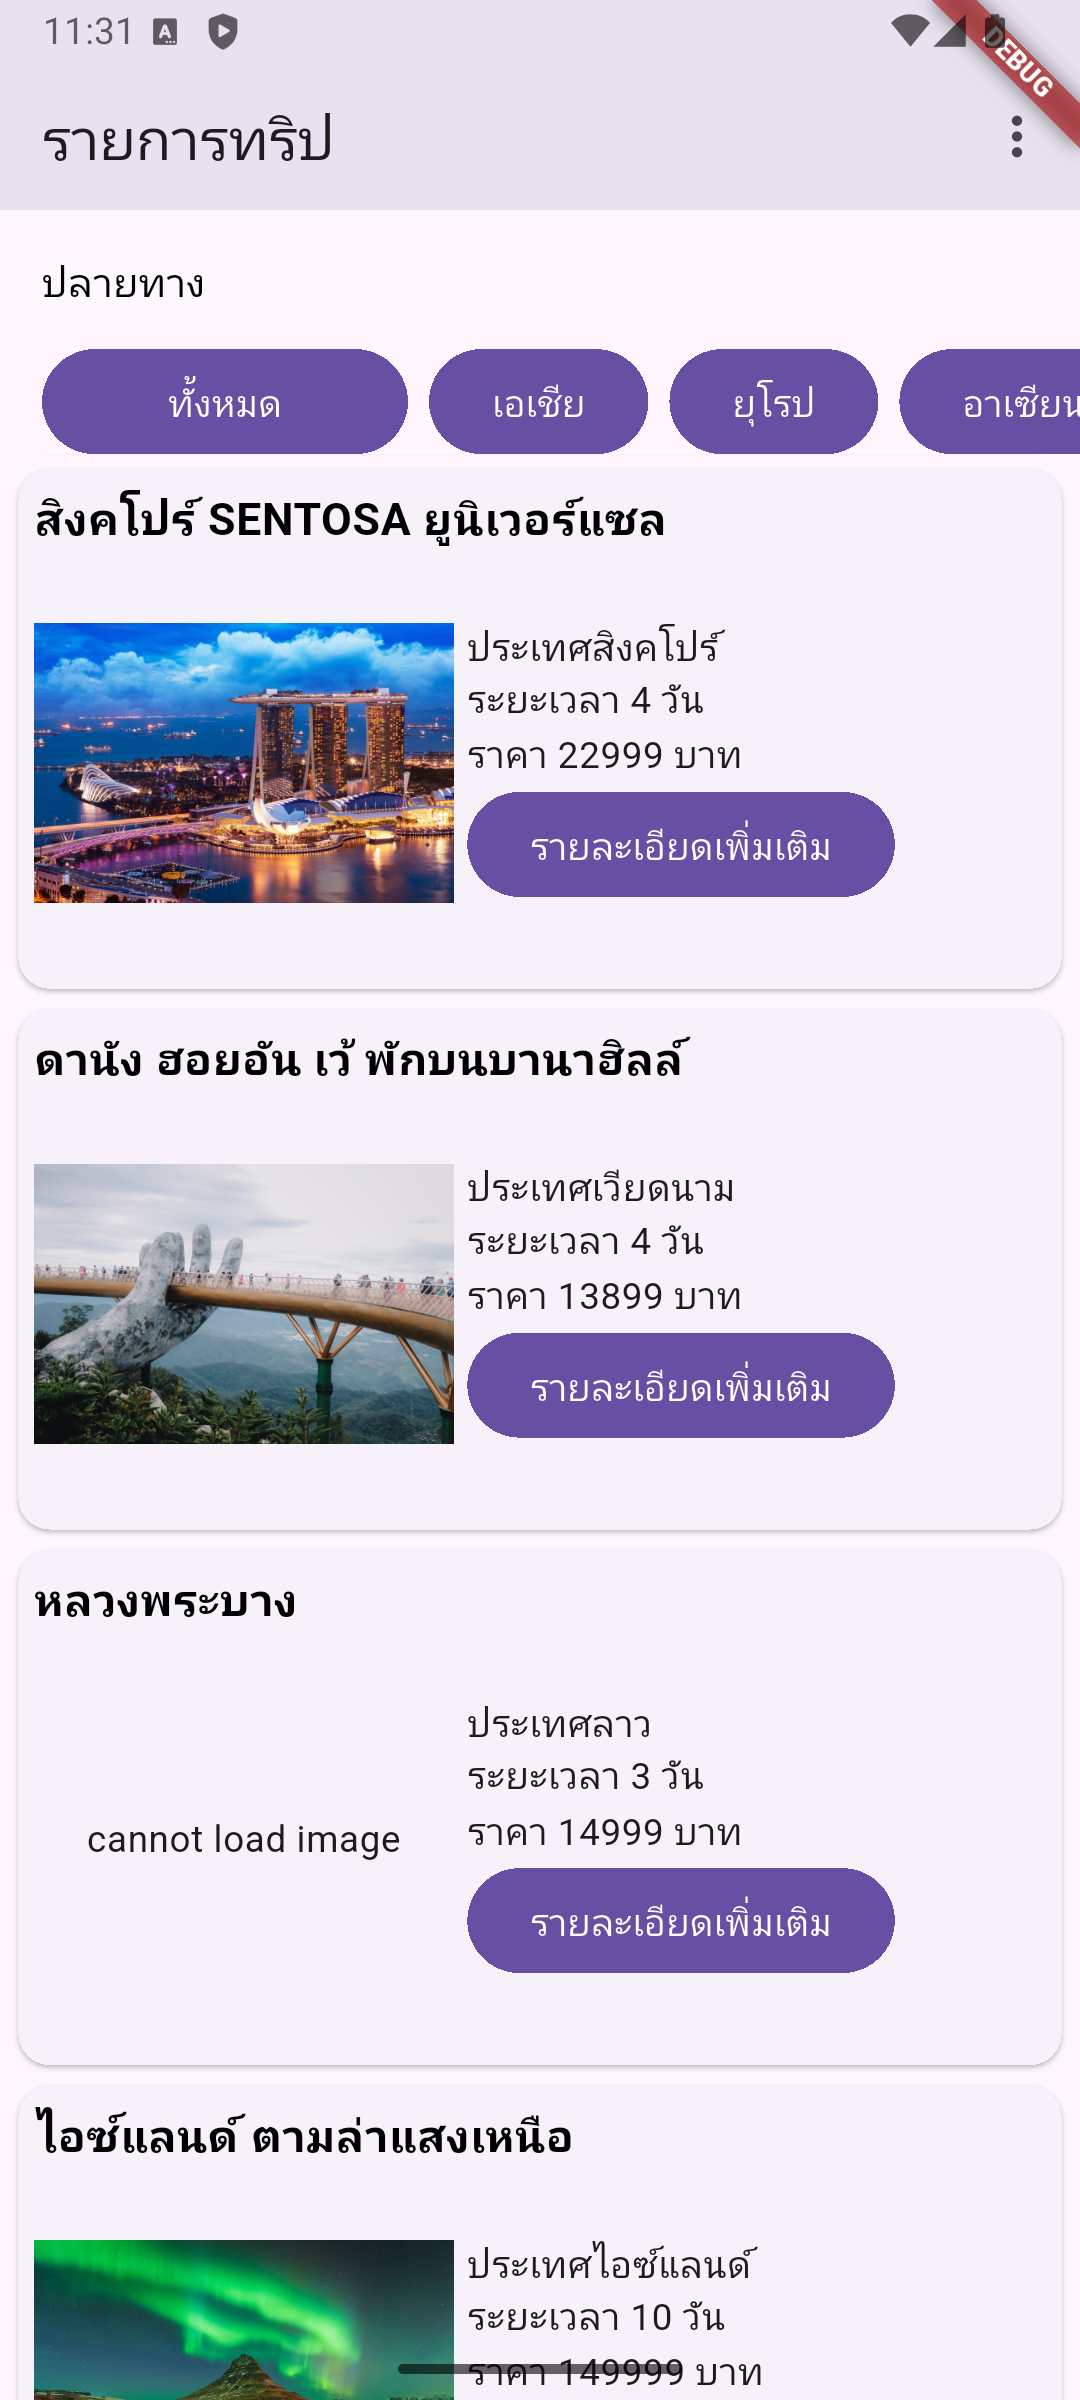 11:31
DEBUG
รายการทริป
ปลายทาง
ทั้งหมด
เอเชีย
ยุโรป
อาเซียน
สิงคโปร์ SENTOSA ยูนิเวอร์แซล
ประเทศสิงคโปร์
ระยะเวลา 4 วัน
ราคา 22999 บาท
รายละเอียดเพิ่มเติม
ดานัง ฮอยอัน เว้ พักบนบานาฮิลล์
ประเทศเวียดนาม
ระยะเวลา 4 วัน
ราคา 13899 บาท
รายละเอียดเพิ่มเติม
หลวงพระบาง
cannot load image
ประเทศลาว
ระยะเวลา 3 วัน
ราคา 14999 บาท
รายละเอียดเพิ่มเติม
ไอซ์แลนด์ ตามล่าแสงเหนือ
ประเทศไอซ์แลนด์
ระยะเวลา 10 วัน
ราคา 149999 บาท